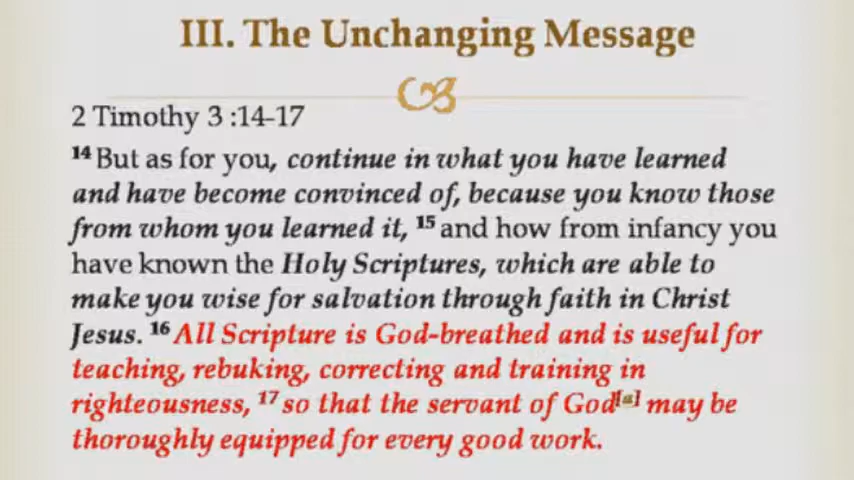 III. The Unchanging Message
2 Timothy 3 :14-17
14 But as for you, continue in what you have learned
and have become convinced of, because you know those
from whom you learned it, 15 and how from infancy you
have known the Holy Scriptures, which are able to
make you wise for salvation through faith in Christ
Jesus. 16 All Scripture is God-breathed and is useful for
teaching, rebuking, correcting and training in
righteousness, 17 so that the servant of God[a] may be
thoroughly equipped for every good work.